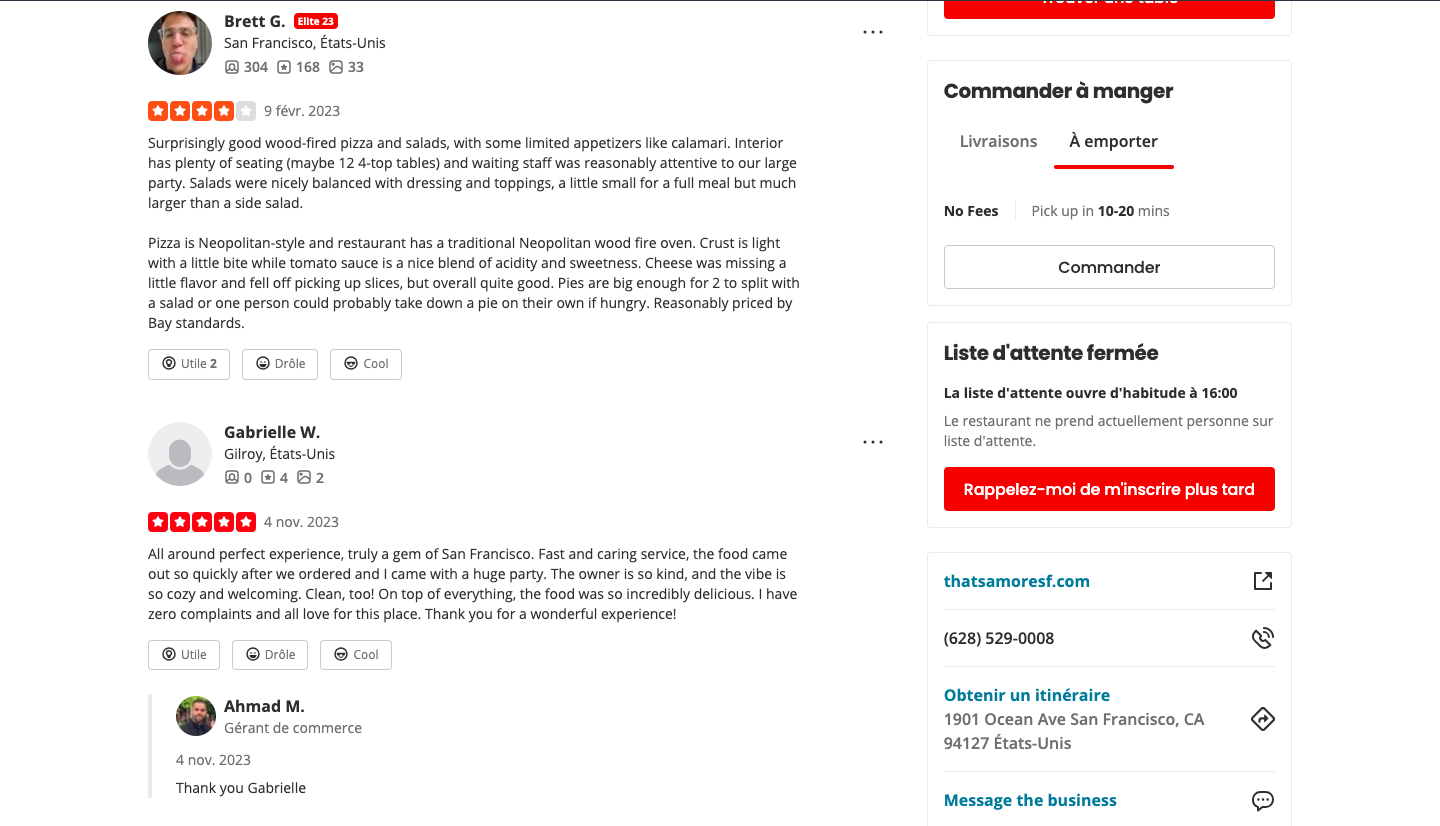 Brett G. Elite 23
San Francisco, États-Unis
304 168 33
9 févr. 2023
Surprisingly good wood-fired pizza and salads, with some limited appetizers like calamari. Interior
has plenty of seating (maybe 12 4-top tables) and waiting staff was reasonably attentive to our large
party. Salads were nicely balanced with dressing and toppings, a little small for a full meal but much
larger than a side salad.
Pizza is Neopolitan-style and restaurant has a traditional Neopolitan wood fire oven. Crust is light
with a little bite while tomato sauce is a nice blend of acidity and sweetness. Cheese was missing a
little flavor and fell off picking up slices, but overall quite good. Pies are big enough for 2 to split with
a salad or one person could probably take down a pie on their own if hungry. Reasonably priced by
Bay standards.
Utile 2 Drôle Cool
Gabrielle W.
Gilroy, États-Unis
0 4 2
4 nov. 2023
All around perfect experience, truly a gem of San Francisco. Fast and caring service, the food came
out so quickly after we ordered and I came with a huge party. The owner is so kind, and the vibe is
so cozy and welcoming. Clean, too! On top of everything, the food was so incredibly delicious. I have
zero complaints and all love for this place. Thank you for a wonderful experience!
Utile Drôle Cool
Ahmad M.
Gérant de commerce
4 nov. 2023
Thank you Gabrielle
Trouver une table
Commander à manger
Livraisons À emporter
No Fees Pick up in 10-20 mins
Commander
Liste d'attente fermée
La liste d'attente ouvre d'habitude à 16:00
Le restaurant ne prend actuellement personne sur
liste d'attente.
Rappelez-moi de m'inscrire plus tard
thatsamoresf.com
(628) 529-0008
Obtenir un itinéraire
1901 Ocean Ave San Francisco, CA
94127 États-Unis
Message the business